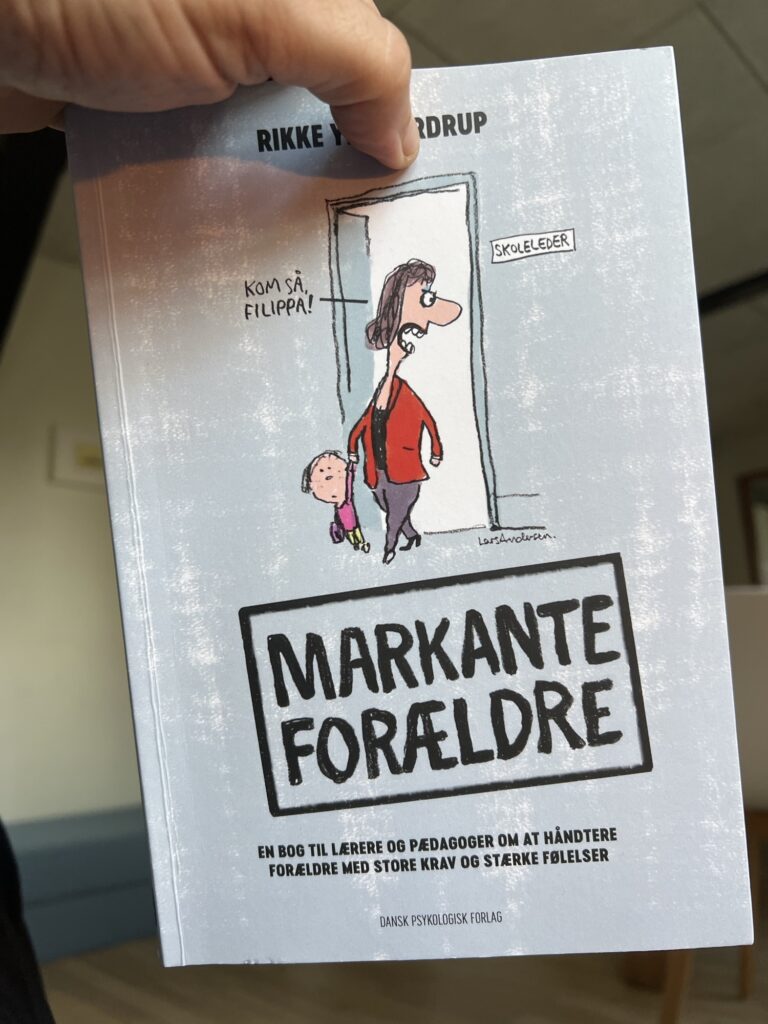 RIKKE
SKOLELEDER
KOM SÅ,
FILIPPA!
LarsAndersen.
MARKANTE
FORÆLDRE
EN BOG TIL LÆRERE OG PÆDAGOGER OM AT HÅNDTERE
FORÆLDRE MED STORE KRAV OG STÆRKE FØLELSER
DANSK PSYKOLOGISK FORLAG